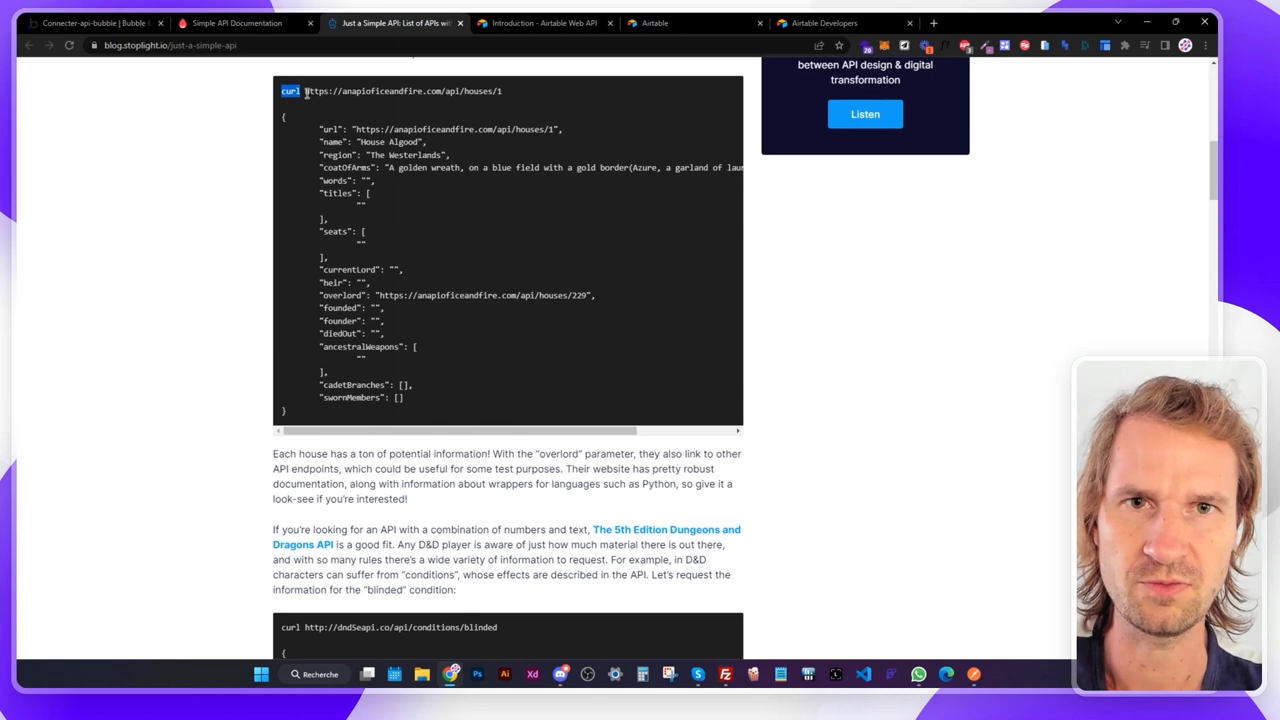 Connecter-api-bubble | Bubble E
Simple API Documentation
Just a Simple API: List of APIs wit
Introduction - Airtable Web API
Airtable
Airtable Developers
blog.stoplight.io/just-a-simple-api
between API design & digital
transformation
Listen
curl https://anapioficeandfire.com/api/houses/1
{
"url": "https://anapioficeandfire.com/api/houses/1",
"name": "House Algood",
"region": "The Westerlands",
"coatOfArms": "A golden wreath, on a blue field with a gold border(Azure, a garland of laur
"words": "",
"titles": [
""
],
"seats": [
""
],
"currentLord": "",
"heir": "",
"overlord": "https://anapioficeandfire.com/api/houses/229",
"founded": "",
"founder": "",
"diedOut": "",
"ancestralWeapons": [
""
],
"cadetBranches": [],
"swornMembers": []
}
Each house has a ton of potential information! With the “overlord” parameter, they also link to other
API endpoints, which could be useful for some test purposes. Their website has pretty robust
documentation, along with information about wrappers for languages such as Python, so give it a
look-see if you’re interested!
If you’re looking for an API with a combination of numbers and text, The 5th Edition Dungeons and
Dragons API is a good fit. Any D&D player is aware of just how much material there is out there,
and with so many rules there’s a wide variety of information to request. For example, in D&D
characters can suffer from “conditions”, whose effects are described in the API. Let’s request the
information for the “blinded” condition:
curl http://dnd5eapi.co/api/conditions/blinded
{
Recherche
Ps
Ai
Xd